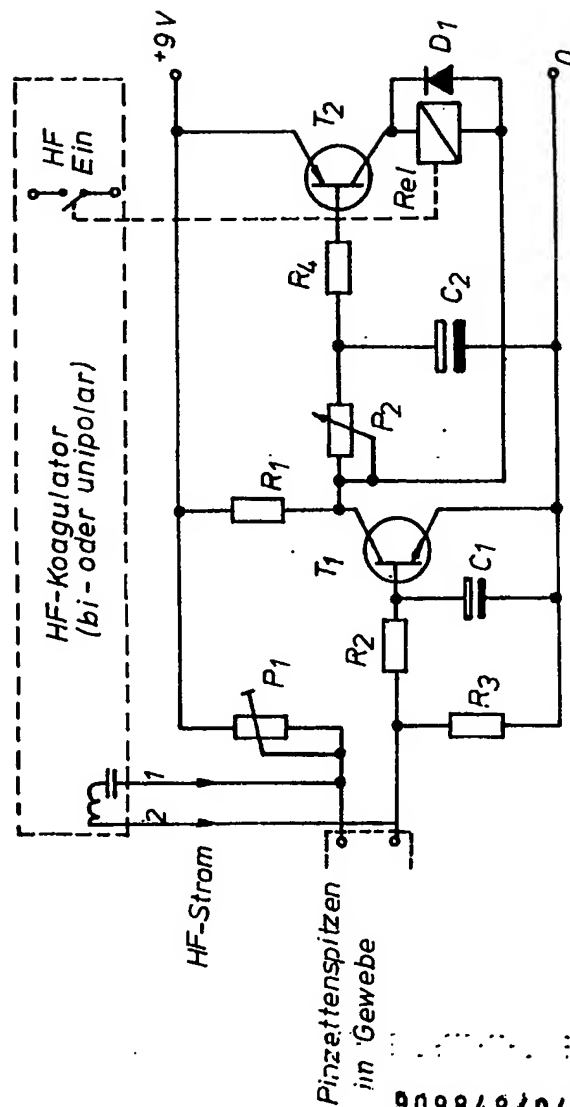 HF-Koagulator
(bi- oder unipolar)
HF
Ein
+9V
HF-Strom
1
2
P1
R1
T2
D1
Rel
R4
P2
C2
T1
R2
C1
R3
0
Pinzettenspitzen
im Gewebe